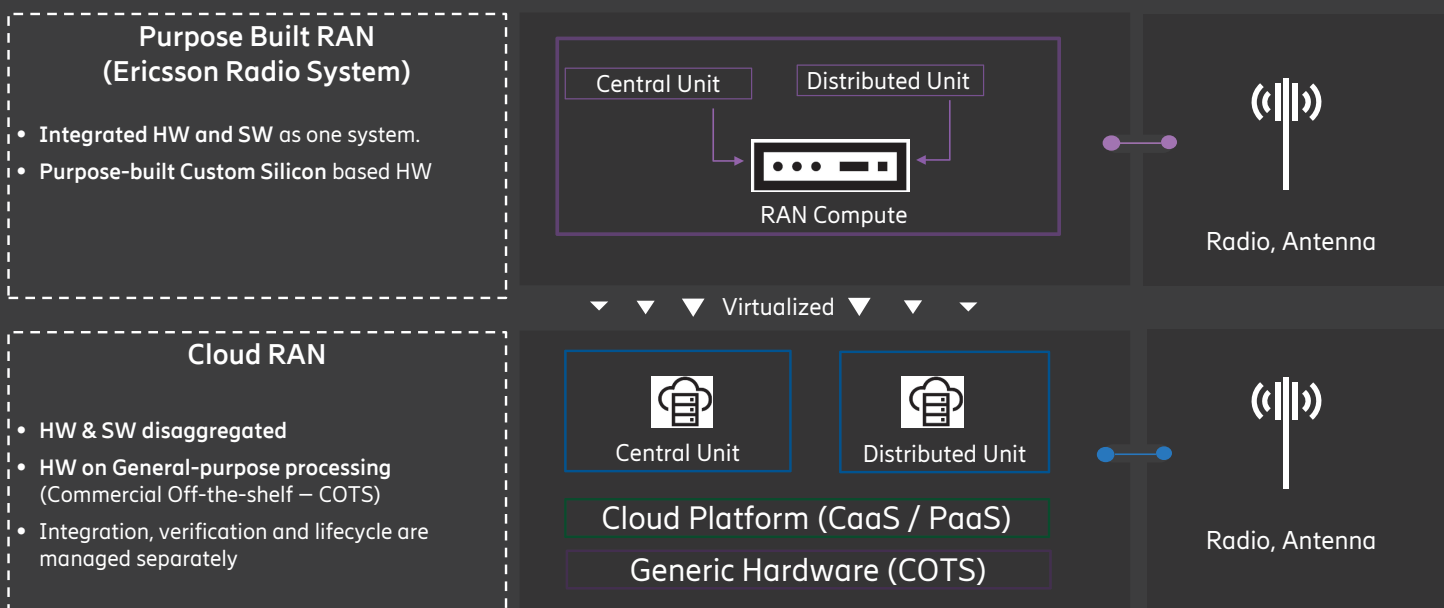 Purpose Built RAN
(Ericsson Radio System)
• Integrated HW and SW as one system.
• Purpose-built Custom Silicon based HW
Central Unit
Distributed Unit
RAN Compute
Radio, Antenna
Virtualized
Cloud RAN
• HW & SW disaggregated
• HW on General-purpose processing
(Commercial Off-the-shelf – COTS)
• Integration, verification and lifecycle are
managed separately
Central Unit
Distributed Unit
Cloud Platform (CaaS / PaaS)
Generic Hardware (COTS)
Radio, Antenna